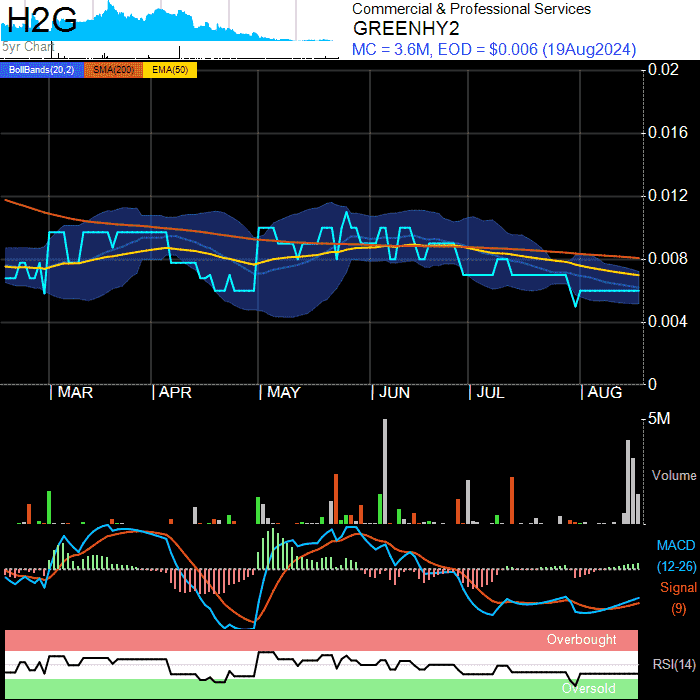 H2G
5yr Chart
Commercial & Professional Services
GREENHY2
MC = 3.6M, EOD = $0.006 (19Aug2024)
BollBands(20,2) SMA(200) EMA(50)
0.02
0.016
0.012
0.008
0.004
0
MAR APR MAY JUN JUL AUG
5M
Volume
MACD
(12-26)
Signal
(9)
Overbought
RSI(14)
Oversold